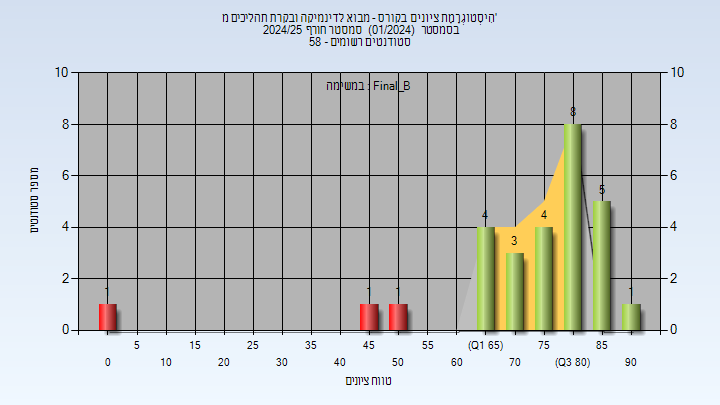 היסטוגרמת ציונים בקורס - מבוא לדינמיקה ובקרת תהליכים מ'
בסמסטר (01/2024) סמסטר חורף 2024/25
סטודנטים רשומים - 58
במשימה : Final_B
מספר סטודנטים
10 10
8 8
6 6
4 4
2 2
0 0
1 1 1 4 3 4 8 5 1
5 15 25 35 45 55 (Q1 65) 75 85
0 10 20 30 40 50 60 70 (Q3 80) 90
טווח ציונים